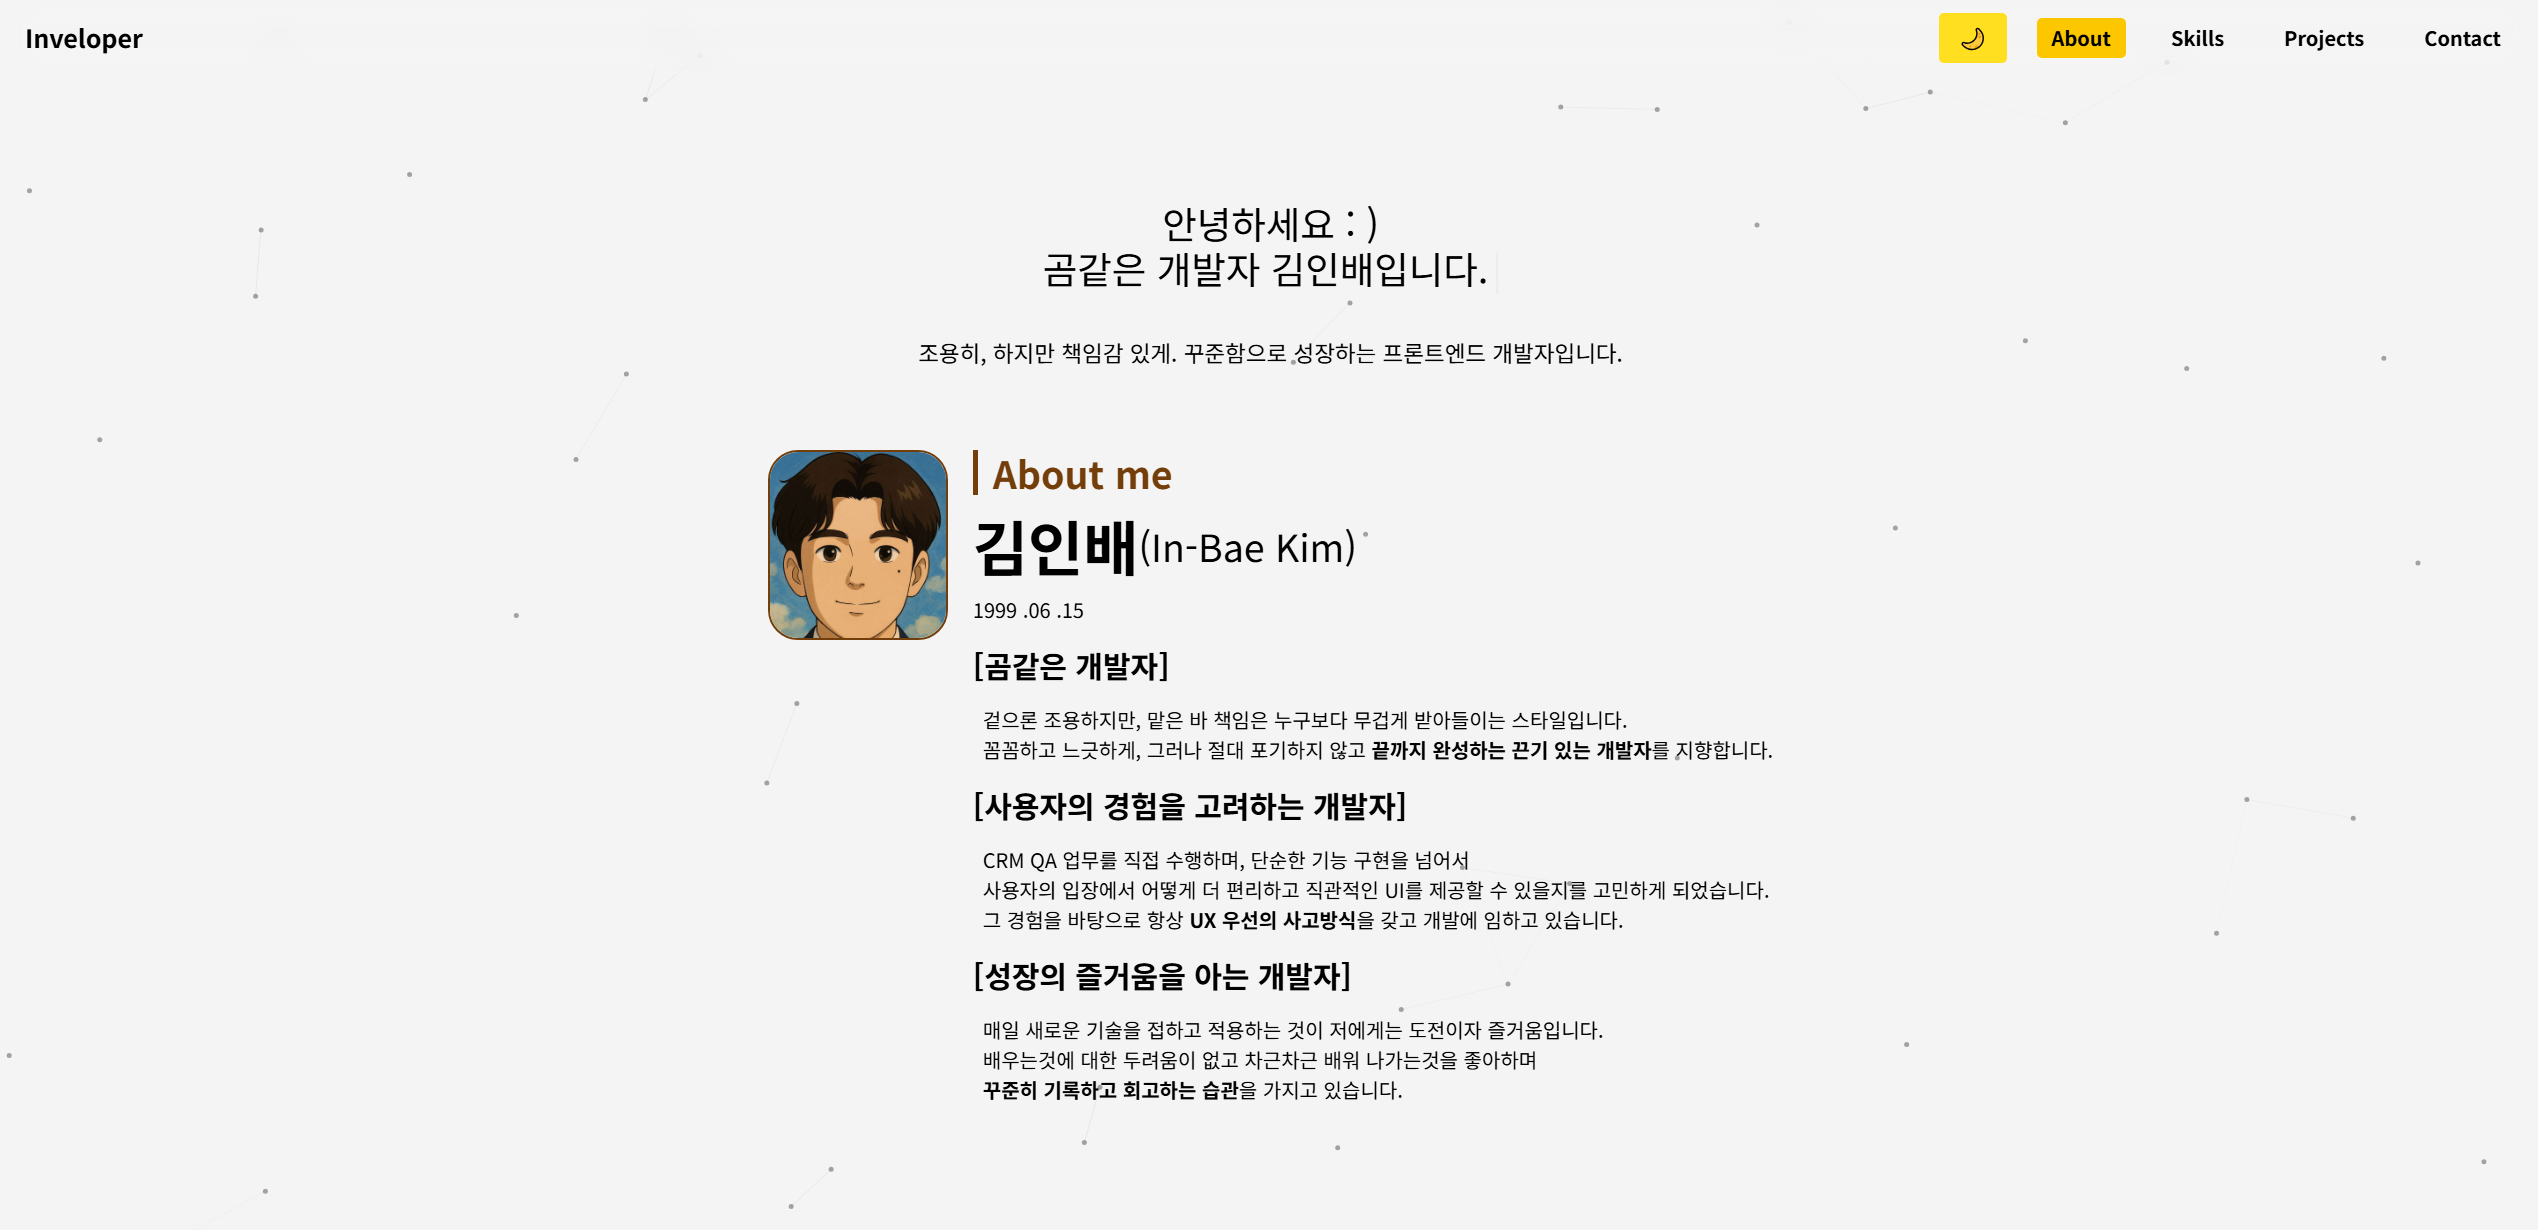 Inveloper
About
Skills
Projects
Contact
안녕하세요 : )
곰같은 개발자 김인배입니다.
조용히, 하지만 책임감 있게. 꾸준함으로 성장하는 프론트엔드 개발자입니다.
About me
김인배(In-Bae Kim)
1999 .06 .15
[곰같은 개발자]
겉으론 조용하지만, 맡은 바 책임은 누구보다 무겁게 받아들이는 스타일입니다.
꼼꼼하고 느긋하게, 그러나 절대 포기하지 않고 끝까지 완성하는 끈기 있는 개발자를 지향합니다.
[사용자의 경험을 고려하는 개발자]
CRM QA 업무를 직접 수행하며, 단순한 기능 구현을 넘어서
사용자의 입장에서 어떻게 더 편리하고 직관적인 UI를 제공할 수 있을지를 고민하게 되었습니다.
그 경험을 바탕으로 항상 UX 우선의 사고방식을 갖고 개발에 임하고 있습니다.
[성장의 즐거움을 아는 개발자]
매일 새로운 기술을 접하고 적용하는 것이 저에게는 도전이자 즐거움입니다.
배우는것에 대한 두려움이 없고 차근차근 배워 나가는것을 좋아하며
꾸준히 기록하고 회고하는 습관을 가지고 있습니다.